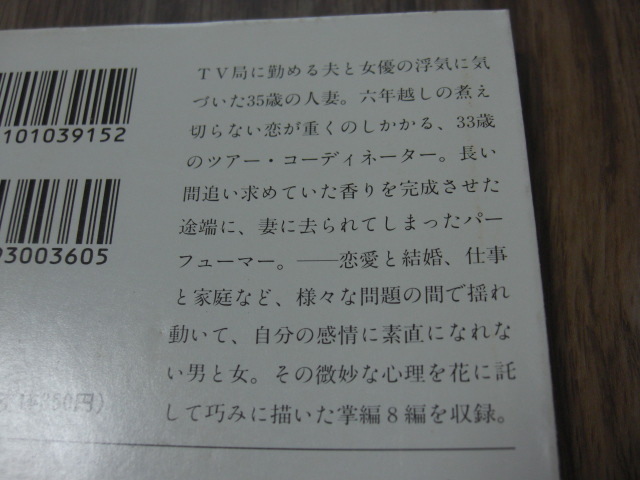 101039152
93003605
円)
TV局に勤める夫と女優の浮気に気
づいた35歳の人妻。六年越しの煮え
切らない恋が重くのしかかる、33歳
のツアー・コーディネーター。長い
間追い求めていた香りを完成させた
途端に、妻に去られてしまったパー
フューマー。――恋愛と結婚、仕事
と家庭など、様々な問題の間で揺れ
動いて、自分の感情に素直になれな
い男と女。その微妙な心理を花に託
して巧みに描いた掌編8編を収録。